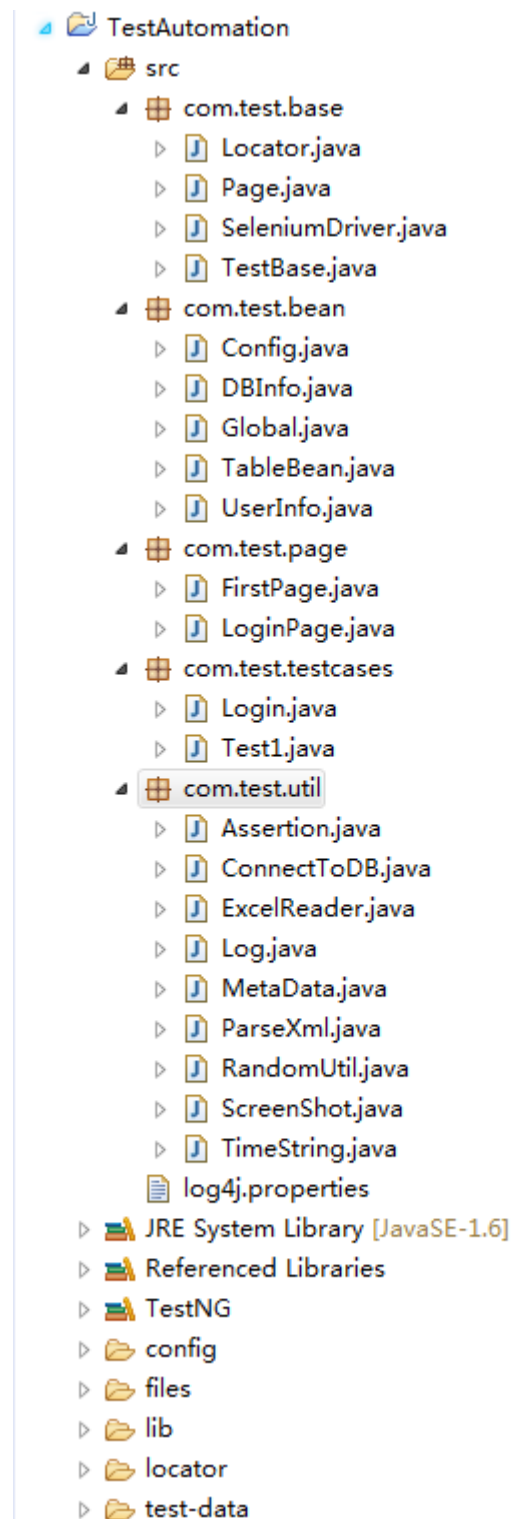 TestAutomation
src
com.test.base
Locator.java
Page.java
SeleniumDriver.java
TestBase.java
com.test.bean
Config.java
DBInfo.java
Global.java
TableBean.java
UserInfo.java
com.test.page
FirstPage.java
LoginPage.java
com.test.testcases
Login.java
Test1.java
com.test.util
Assertion.java
ConnectToDB.java
ExcelReader.java
Log.java
MetaData.java
ParseXml.java
RandomUtil.java
ScreenShot.java
TimeString.java
log4j.properties
JRE System Library [JavaSE-1.6]
Referenced Libraries
TestNG
config
files
lib
locator
test-data